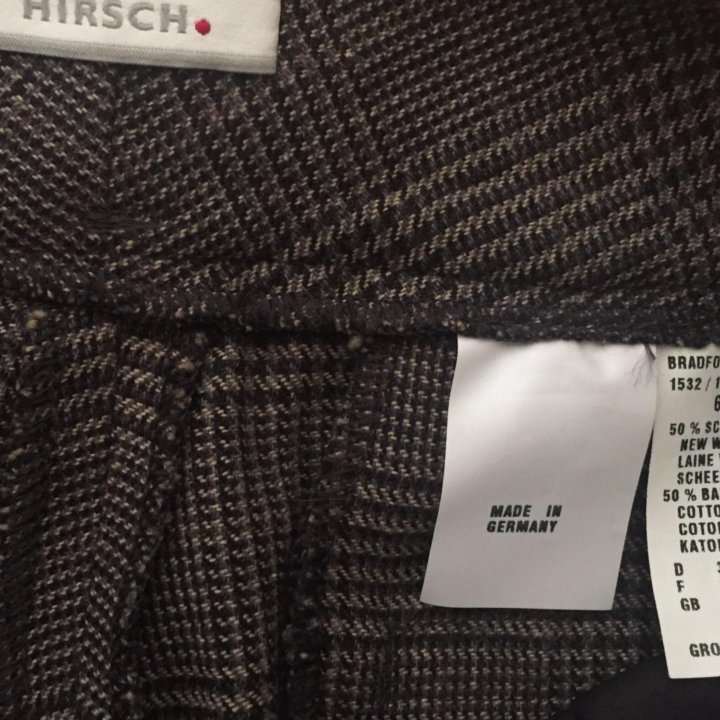 HIRSCH.
MADE IN
GERMANY
BRADFO
1532 / 1
6
50 % SC
NEW W
LAINE
SCHEE
50 % BA
COTTO
COTO
KATO
D 3
F
GB
GRO